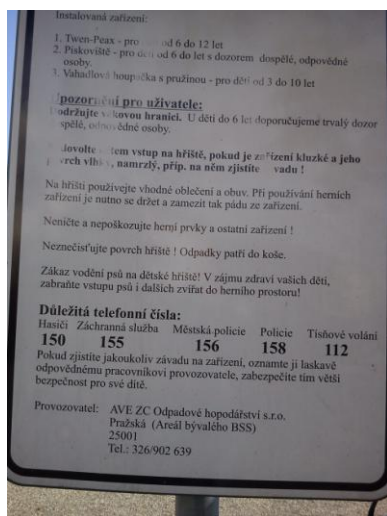 Instalovaná zařízení:
1. Twen-Peax - pro od 6 do 12 let
2. Pískoviště - pro děti od 6 do let s dozorem dospělé, odpovědné
osoby.
3. Vahadlová houpačka s pružinou - pro děti od 3 do 10 let
pro uživatele:
věkovou hranici. U dětí do 6 let doporučujeme trvalý dozor
odpovědné osoby.
vstup na hřiště, pokud je zařízení kluzké a jeho
namrzlý, příp. na něm zjistíte vadu !
Na hřišti používejte vhodné oblečení a obuv. Při používání herních
zařízení je nutno se držet a zamezit tak pádu ze zařízení.
Neničte a nepoškozujte herní prvky a ostatní zařízení !
Neznečisťujte povrch hřiště ! Odpadky patří do koše.
Zákaz vodění psů na dětské hřiště! V zájmu zdraví vašich dětí,
zabraňte vstupu psů i dalších zvířat do herního prostoru!
Důležitá telefonní čísla:
Hasiči Záchranná služba Městská policie Policie Tísňové volání
150 155 156 158 112
Pokud zjistíte jakoukoliv závadu na zařízení, oznamte ji laskavě
odpovědnému pracovníkovi provozovatele, zabezpečíte tím větší
bezpečnost pro své dítě.
Provozovatel: AVE ZC Odpadové hopodářství s.r.o.
Pražská (Areál bývalého BSS)
25001
Tel.: 326/902 639